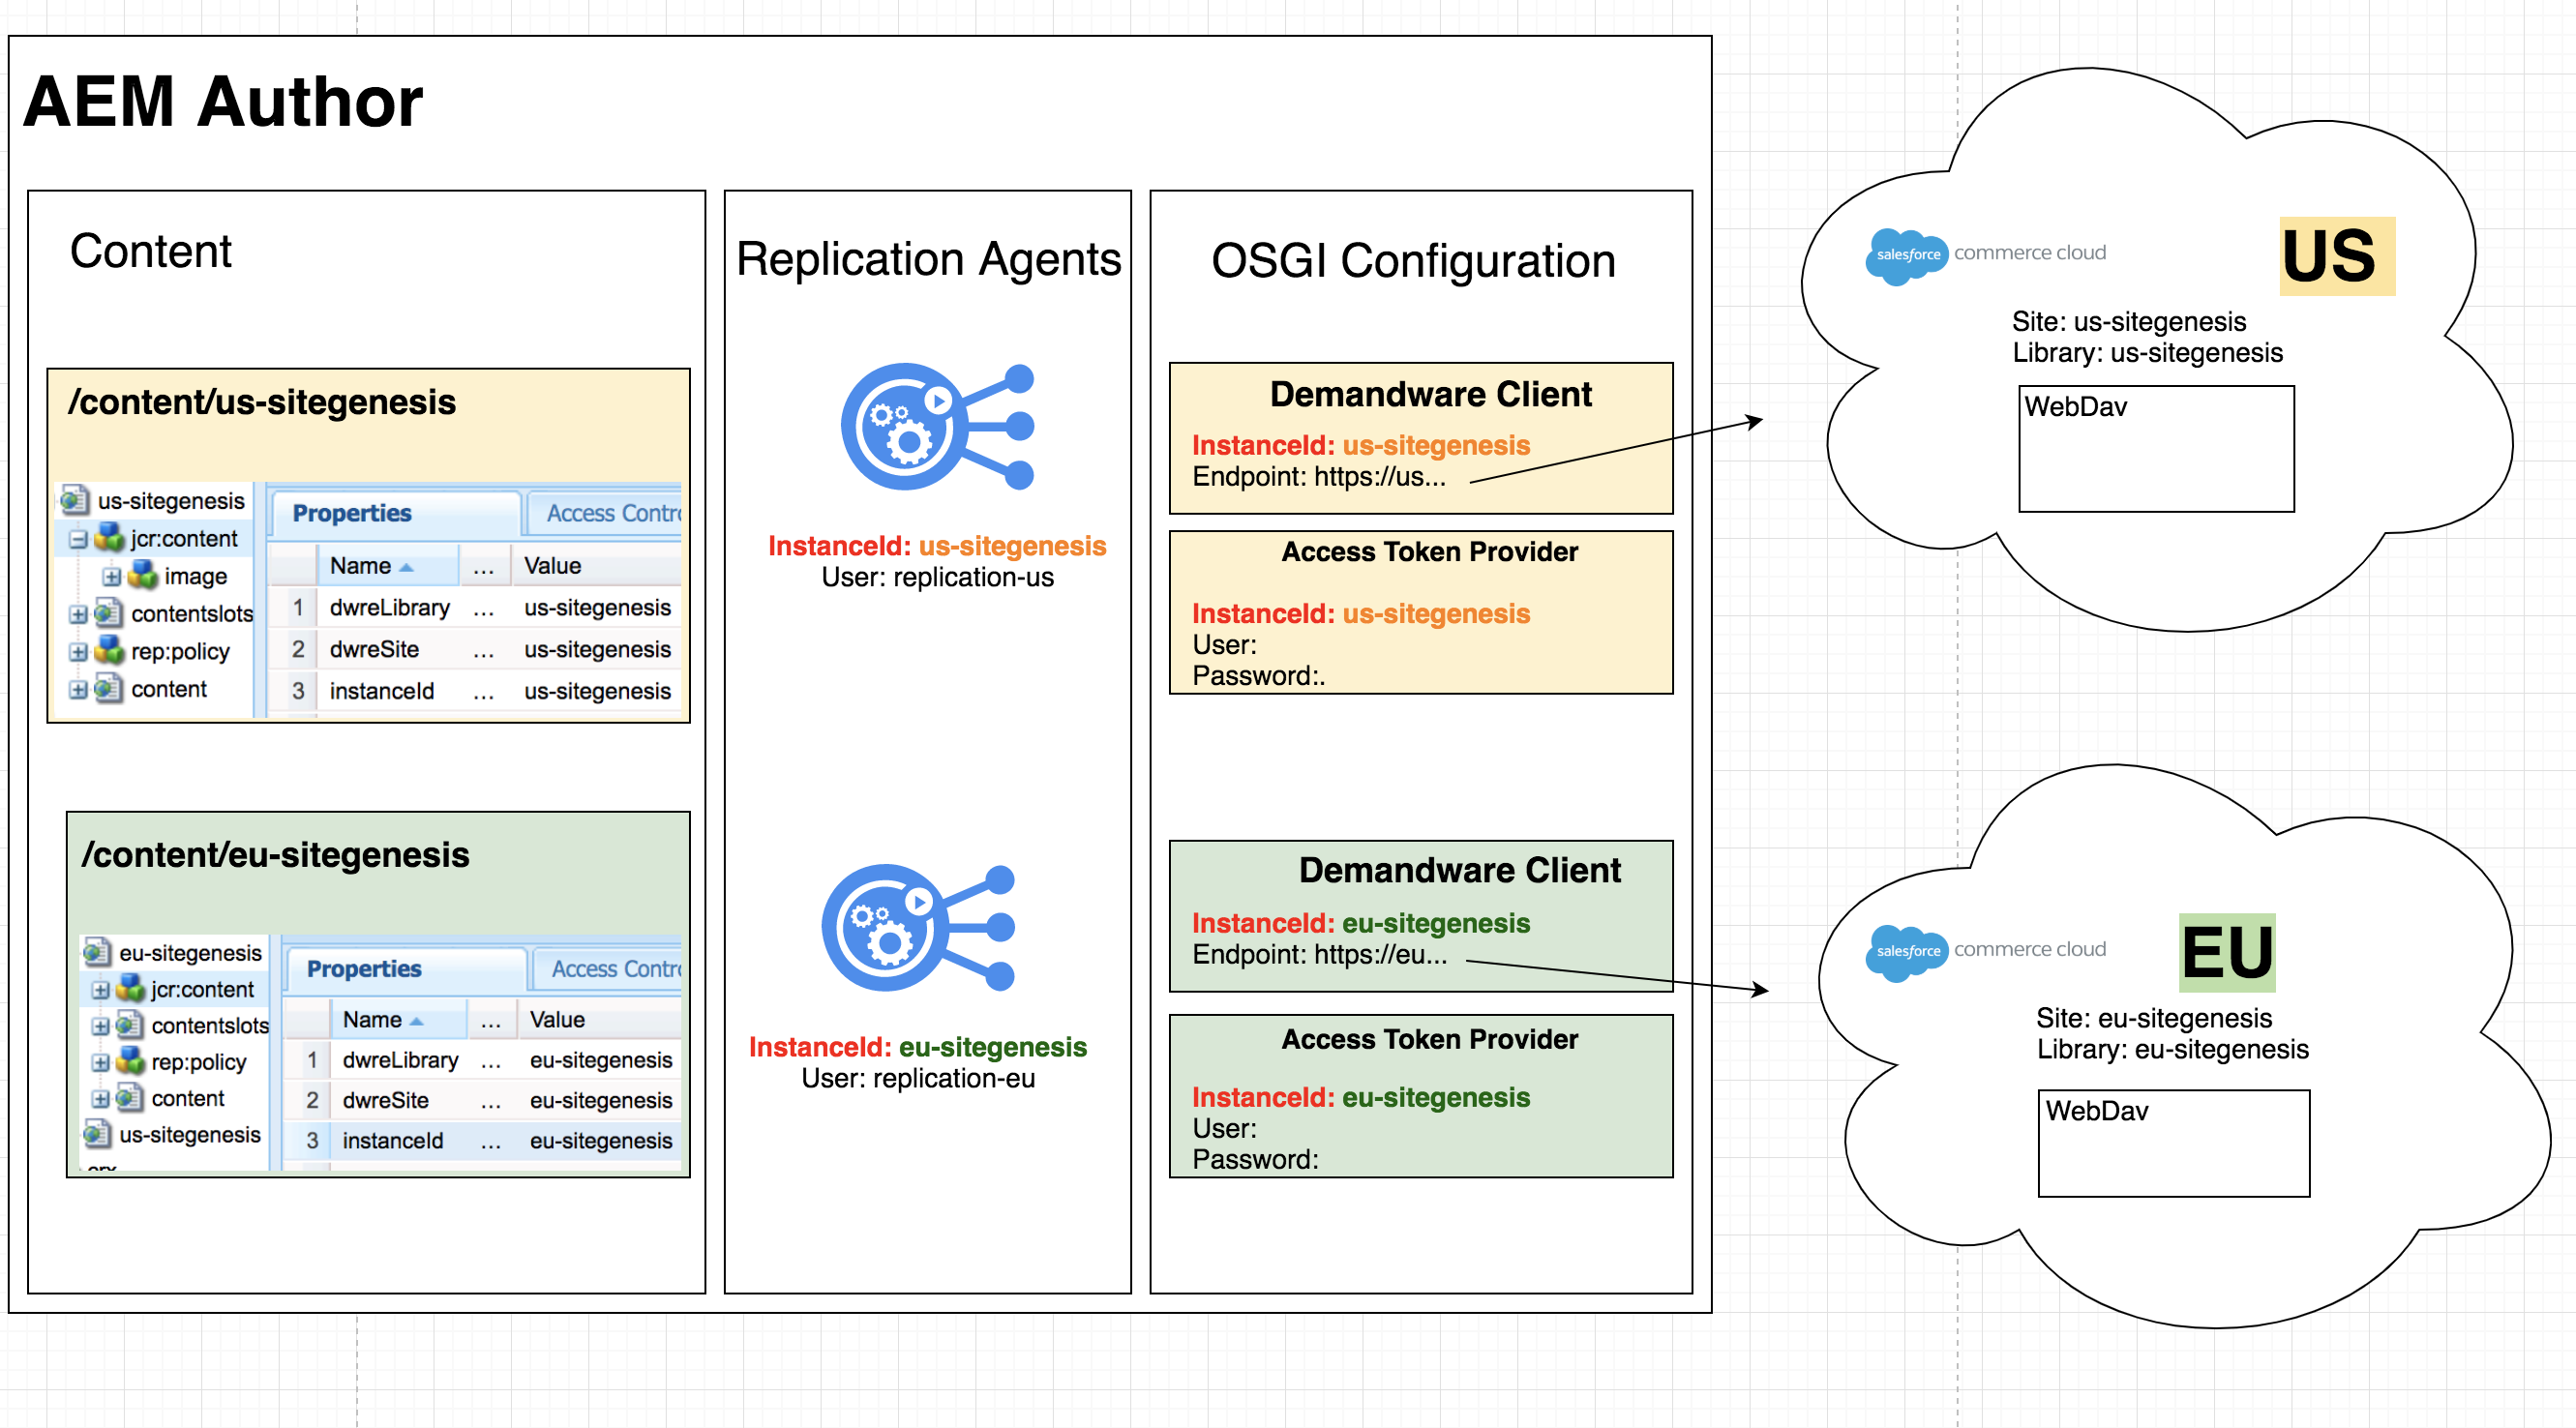 AEM Author
Content
/content/us-sitegenesis
us-sitegenesis
jcr:content
image
contentslots
rep:policy
content
Properties
Access Contro
Name ... Value
1 dwreLibrary ... us-sitegenesis
2 dwreSite ... us-sitegenesis
3 instanceId ... us-sitegenesis
/content/eu-sitegenesis
eu-sitegenesis
jcr:content
contentslots
rep:policy
content
us-sitegenesis
Properties
Access Contro
Name ... Value
1 dwreLibrary ... eu-sitegenesis
2 dwreSite ... eu-sitegenesis
3 instanceId ... eu-sitegenesis
Replication Agents
InstanceId: us-sitegenesis
User: replication-us
InstanceId: eu-sitegenesis
User: replication-eu
OSGI Configuration
Demandware Client
InstanceId: us-sitegenesis
Endpoint: https://us...
Access Token Provider
InstanceId: us-sitegenesis
User:
Password:.
Demandware Client
InstanceId: eu-sitegenesis
Endpoint: https://eu...
Access Token Provider
InstanceId: eu-sitegenesis
User:
Password:
salesforce commerce cloud
US
Site: us-sitegenesis
Library: us-sitegenesis
WebDav
salesforce commerce cloud
EU
Site: eu-sitegenesis
Library: eu-sitegenesis
WebDav